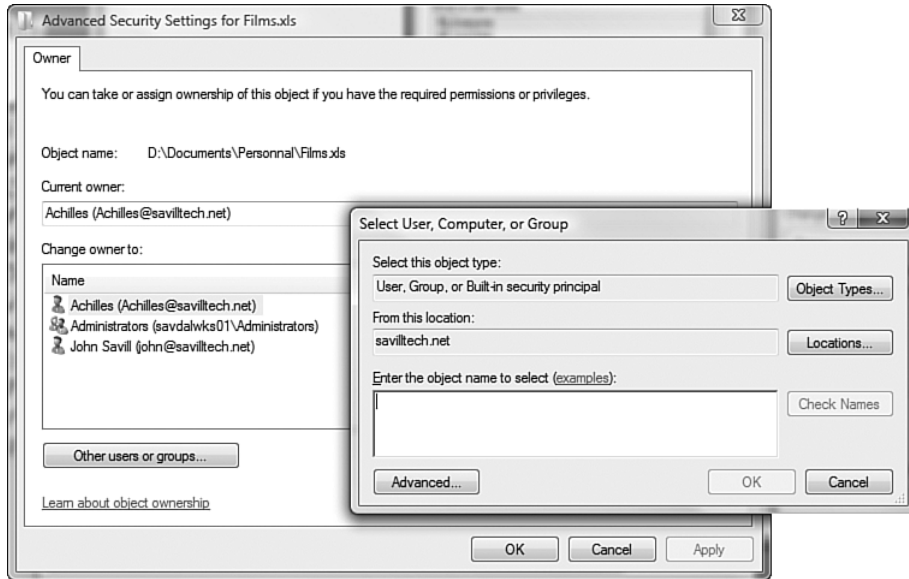 Advanced Security Settings for Films.xls
Owner
You can take or assign ownership of this object if you have the required permissions or privileges.
Object name: D:\Documents\Personnal\Films.xls
Current owner:
Achilles (Achilles@savilltech.net)
Change owner to:
Name
Achilles (Achilles@savilltech.net)
Administrators (savdalwks01\Administrators)
John Savill (john@savilltech.net)
Other users or groups...
Learn about object ownership
OK Cancel Apply
Select User, Computer, or Group
Select this object type:
User, Group, or Built-in security principal
Object Types...
From this location:
savilltech.net
Locations...
Enter the object name to select (examples):
Check Names
Advanced...
OK Cancel